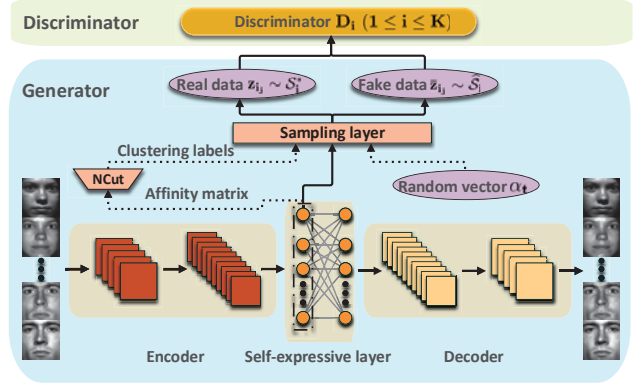 Discriminator
Discriminator D_i (1 ≤ i ≤ K)
Generator
Real data z_{i_j} ∼ S_i^*
Fake data z̄_{i_j} ∼ Ŝ_i
Sampling layer
Clustering labels
NCut
Affinity matrix
Random vector α_t
Encoder
Self-expressive layer
Decoder